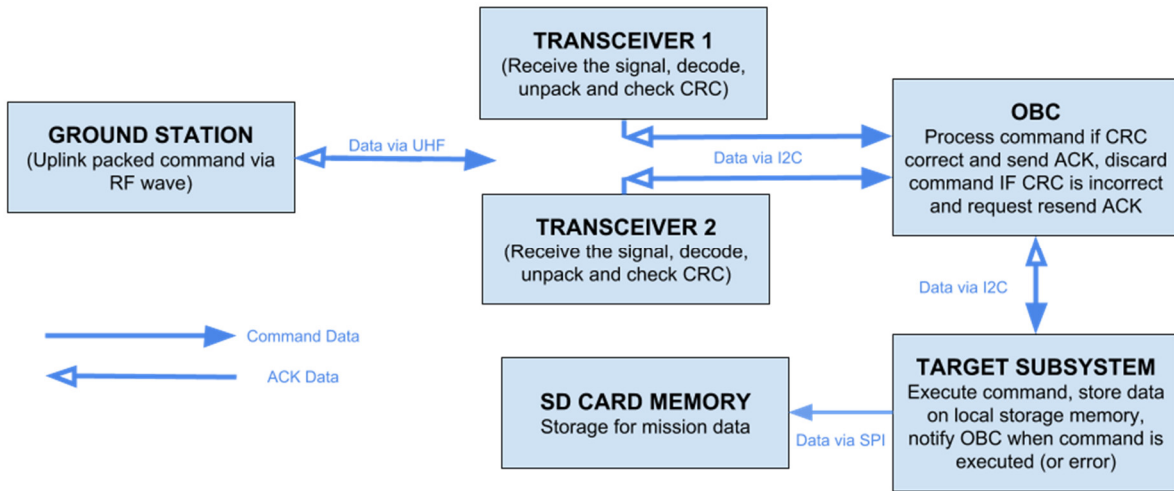 TRANSCEIVER 1
(Receive the signal, decode,
unpack and check CRC)
GROUND STATION
(Uplink packed command via
RF wave)
Data via UHF
Data via I2C
OBC
Process command if CRC
correct and send ACK, discard
command IF CRC is incorrect
and request resend ACK
TRANSCEIVER 2
(Receive the signal, decode,
unpack and check CRC)
Data via I2C
Command Data
ACK Data
SD CARD MEMORY
Storage for mission data
Data via SPI
TARGET SUBSYSTEM
Execute command, store data
on local storage memory,
notify OBC when command is
executed (or error)